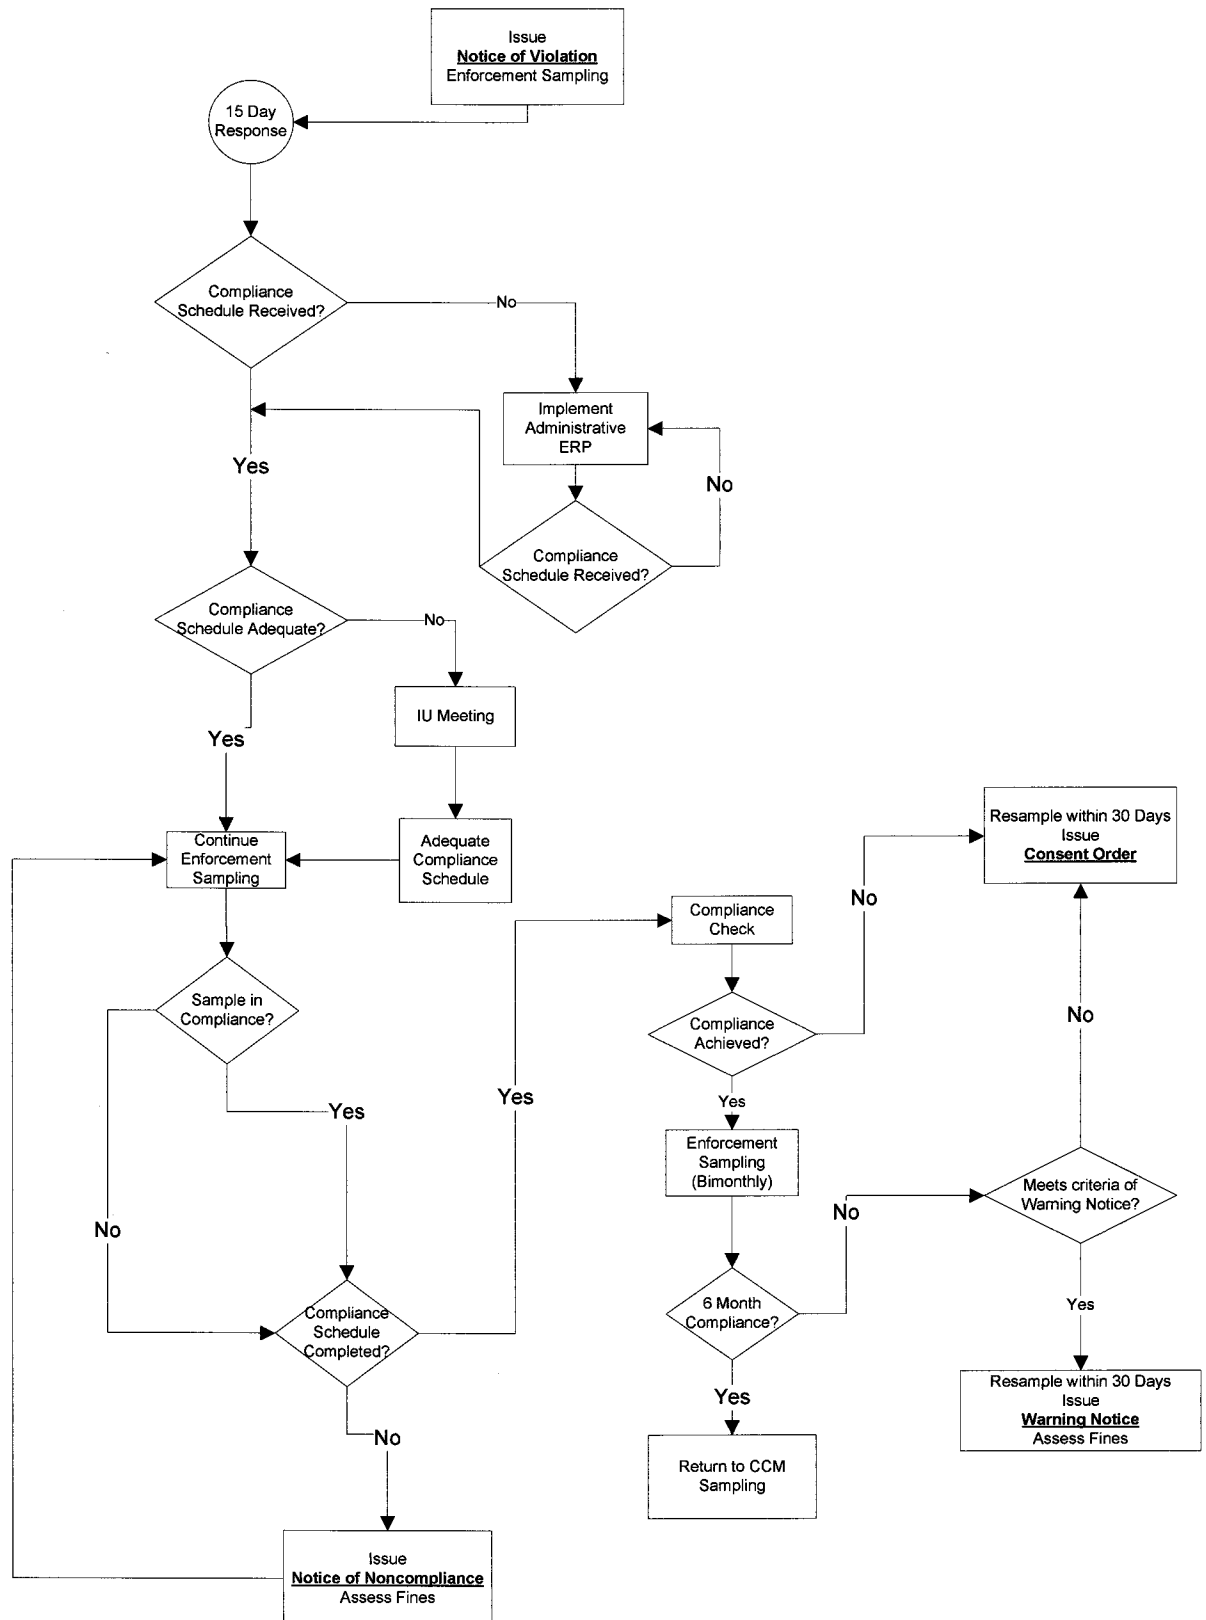 Issue
Notice of Violation
Enforcement Sampling
15 Day
Response
Compliance
Schedule Received?
No
Implement
Administrative
ERP
Yes
No
Compliance
Schedule Received?
Compliance
Schedule Adequate?
No
IU Meeting
Yes
Continue
Enforcement
Sampling
Adequate
Compliance
Schedule
Resample within 30 Days
Issue
Consent Order
No
Compliance
Check
Sample in
Compliance?
Compliance
Achieved?
No
Yes
Yes
Yes
Enforcement
Sampling
(Bimonthly)
Meets criteria of
Warning Notice?
No
No
6 Month
Compliance?
Yes
Compliance
Schedule
Completed?
Yes
Resample within 30 Days
Issue
Warning Notice
Assess Fines
No
Return to CCM
Sampling
Issue
Notice of Noncompliance
Assess Fines